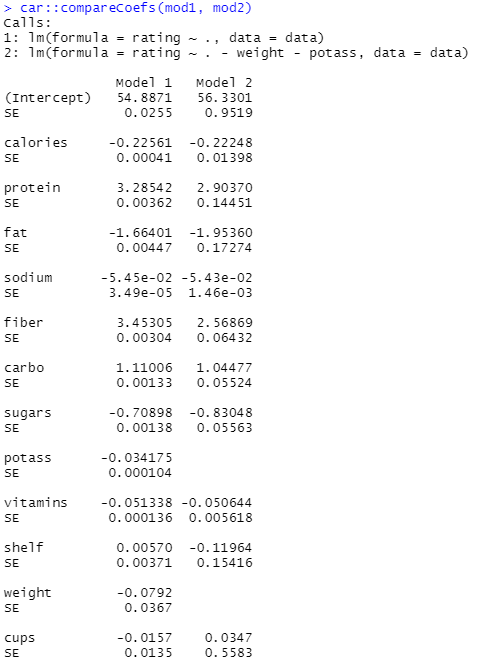 > car::compareCoefs(mod1, mod2)
Calls:
1: lm(formula = rating ~ ., data = data)
2: lm(formula = rating ~ . - weight - potass, data = data)
Model 1 Model 2
(Intercept) 54.8871 56.3301
SE 0.0255 0.9519
calories -0.22561 -0.22248
SE 0.00041 0.01398
protein 3.28542 2.90370
SE 0.00362 0.14451
fat -1.66401 -1.95360
SE 0.00447 0.17274
sodium -5.45e-02 -5.43e-02
SE 3.49e-05 1.46e-03
fiber 3.45305 2.56869
SE 0.00304 0.06432
carbo 1.11006 1.04477
SE 0.00133 0.05524
sugars -0.70898 -0.83048
SE 0.00138 0.05563
potass -0.034175
SE 0.000104
vitamins -0.051338 -0.050644
SE 0.000136 0.005618
shelf 0.00570 -0.11964
SE 0.00371 0.15416
weight -0.0792
SE 0.0367
cups -0.0157 0.0347
SE 0.0135 0.5583